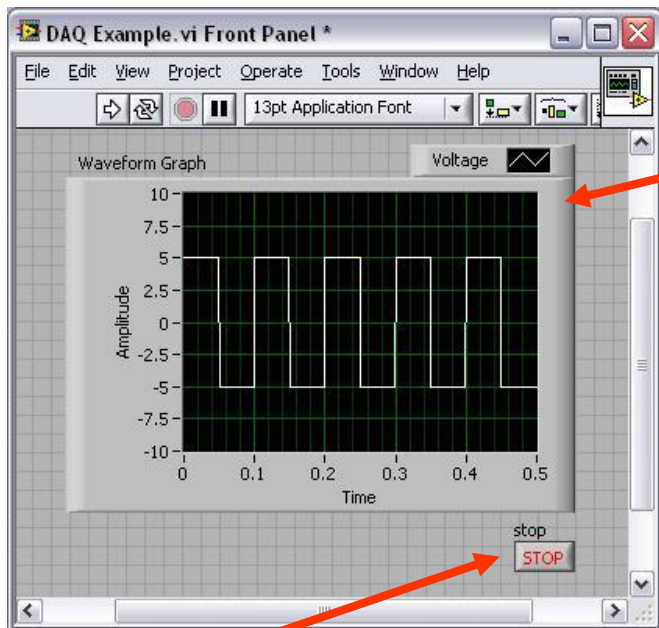 DAQ Example.vi Front Panel *
File Edit View Project Operate Tools Window Help
13pt Application Font
Waveform Graph
Voltage
10
7.5
5
2.5
0
-2.5
-5
-7.5
-10
Amplitude
0 0.1 0.2 0.3 0.4 0.5
Time
stop
STOP